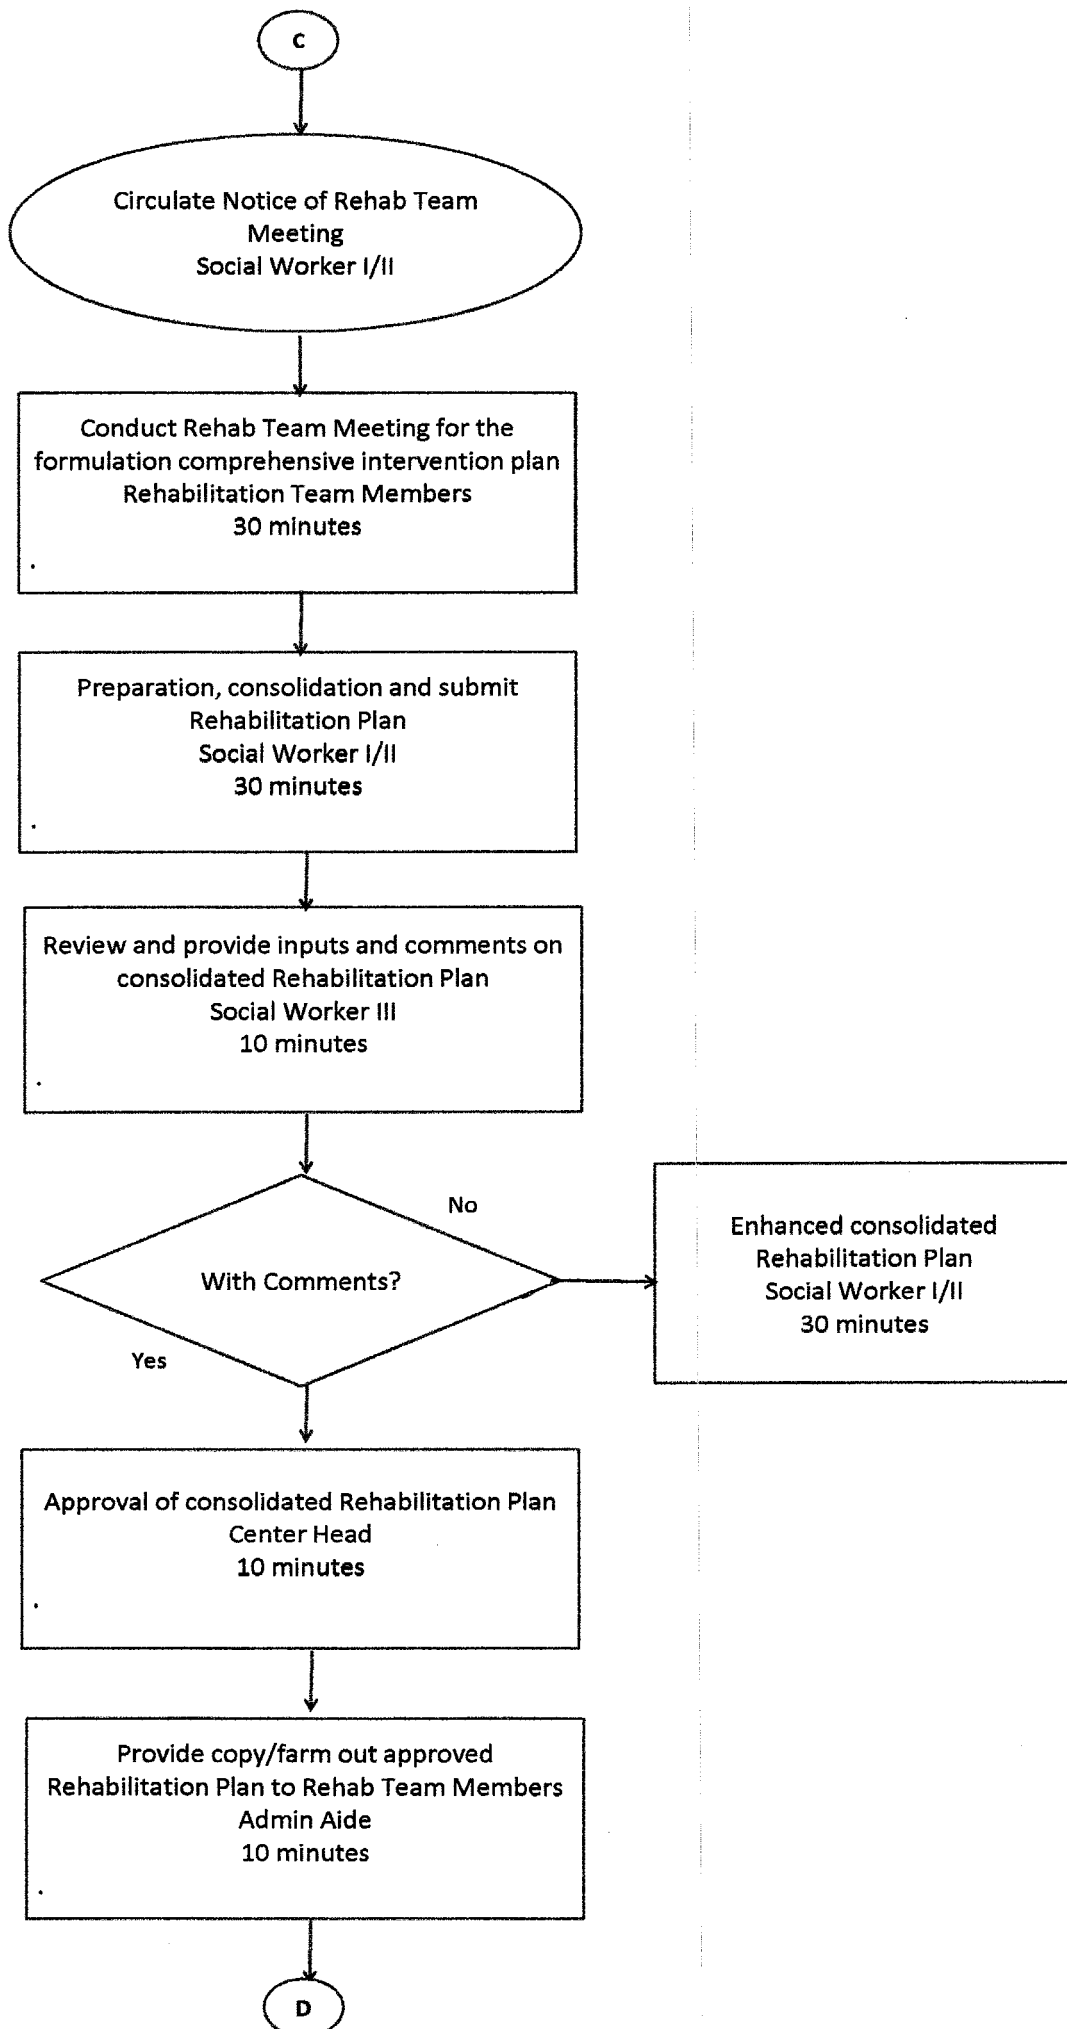 C
Circulate Notice of Rehab Team
Meeting
Social Worker I/II
Conduct Rehab Team Meeting for the
formulation comprehensive intervention plan
Rehabilitation Team Members
30 minutes
.
Preparation, consolidation and submit
Rehabilitation Plan
Social Worker I/II
30 minutes
.
Review and provide inputs and comments on
consolidated Rehabilitation Plan
Social Worker III
10 minutes
.
No
With Comments?
Yes
Enhanced consolidated
Rehabilitation Plan
Social Worker I/II
30 minutes
Approval of consolidated Rehabilitation Plan
Center Head
10 minutes
.
Provide copy/farm out approved
Rehabilitation Plan to Rehab Team Members
Admin Aide
10 minutes
.
D